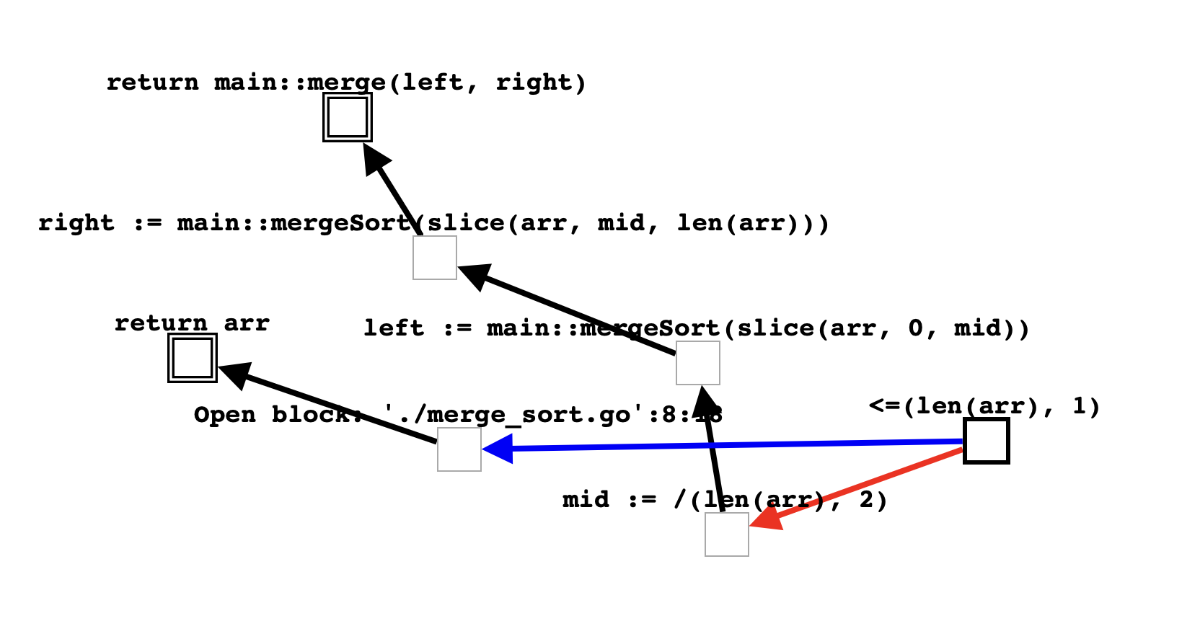 return main::merge(left, right)
right := main::mergeSort(slice(arr, mid, len(arr)))
return arr
left := main::mergeSort(slice(arr, 0, mid))
<=(len(arr), 1)
Open block: './merge_sort.go':8:18
mid := /(len(arr), 2)